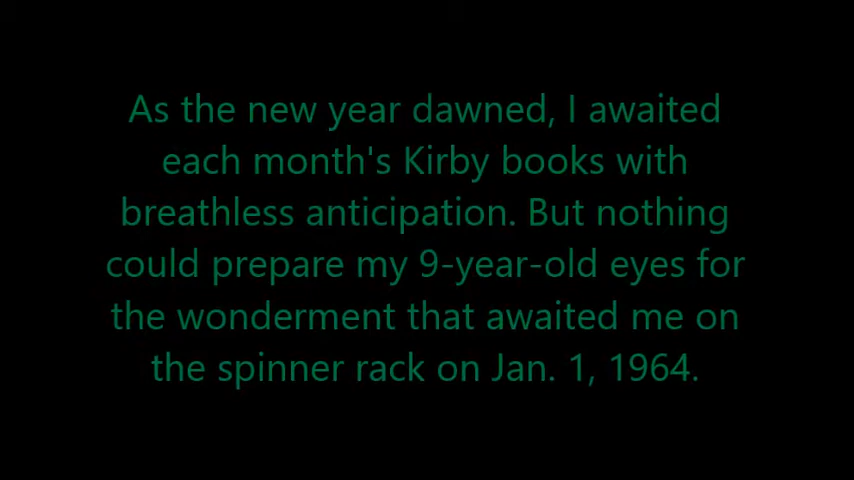 As the new year dawned, I awaited
each month's Kirby books with
breathless anticipation. But nothing
could prepare my 9-year-old eyes for
the wonderment that awaited me on
the spinner rack on Jan. 1, 1964.